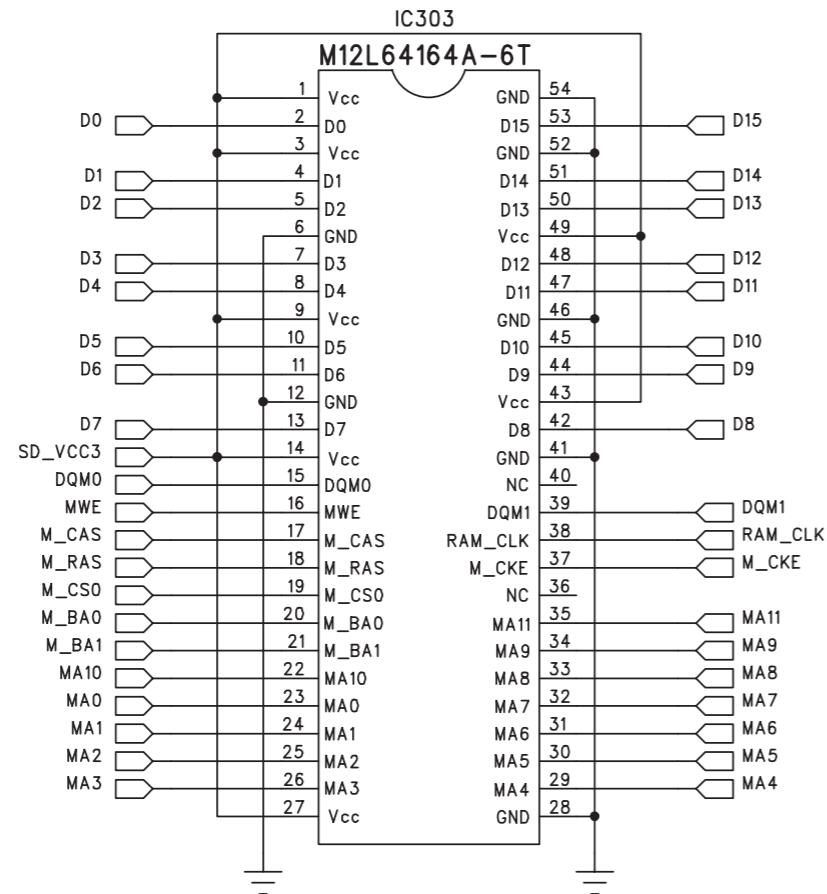 IC303
M12L64164A-6T
1 Vcc GND 54
D0 2 D0 D15 53 D15
3 Vcc GND 52
D1 4 D1 D14 51 D14
D2 5 D2 D13 50 D13
6 GND Vcc 49
D3 7 D3 D12 48 D12
D4 8 D4 D11 47 D11
9 Vcc GND 46
D5 10 D5 D10 45 D10
D6 11 D6 D9 44 D9
12 GND Vcc 43
D7 13 D7 D8 42 D8
SD_VCC3 14 Vcc GND 41
DQM0 15 DQM0 NC 40
MWE 16 MWE DQM1 39 DQM1
M_CAS 17 M_CAS RAM_CLK 38 RAM_CLK
M_RAS 18 M_RAS M_CKE 37 M_CKE
M_CS0 19 M_CS0 NC 36
M_BA0 20 M_BA0 MA11 35 MA11
M_BA1 21 M_BA1 MA9 34 MA9
MA10 22 MA10 MA8 33 MA8
MA0 23 MA0 MA7 32 MA7
MA1 24 MA1 MA6 31 MA6
MA2 25 MA2 MA5 30 MA5
MA3 26 MA3 MA4 29 MA4
27 Vcc GND 28